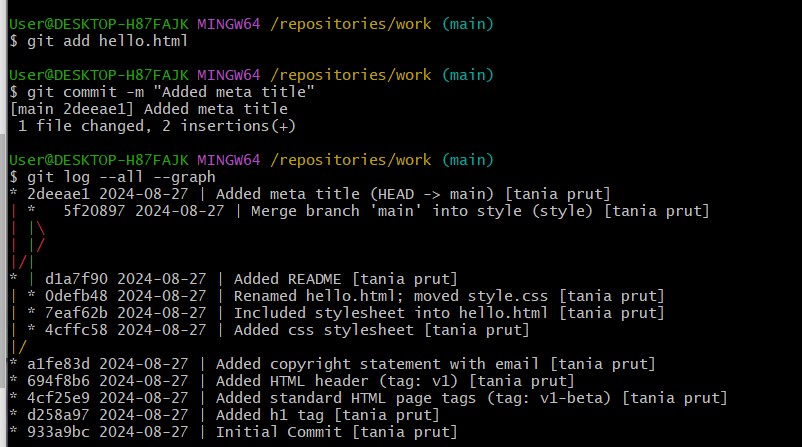 User@DESKTOP-H87FAJK MINGW64 /repositories/work (main)
$ git add hello.html
User@DESKTOP-H87FAJK MINGW64 /repositories/work (main)
$ git commit -m "Added meta title"
[main 2deeae1] Added meta title
 1 file changed, 2 insertions(+)
User@DESKTOP-H87FAJK MINGW64 /repositories/work (main)
$ git log --all --graph
* 2deeae1 2024-08-27 | Added meta title (HEAD -> main) [tania prut]
| *   5f20897 2024-08-27 | Merge branch 'main' into style (style) [tania prut]
| |\
| |/
|/|
* | d1a7f90 2024-08-27 | Added README [tania prut]
| * 0defb48 2024-08-27 | Renamed hello.html; moved style.css [tania prut]
| * 7eaf62b 2024-08-27 | Included stylesheet into hello.html [tania prut]
| * 4cffc58 2024-08-27 | Added css stylesheet [tania prut]
|/
* a1fe83d 2024-08-27 | Added copyright statement with email [tania prut]
* 694f8b6 2024-08-27 | Added HTML header (tag: v1) [tania prut]
* 4cf25e9 2024-08-27 | Added standard HTML page tags (tag: v1-beta) [tania prut]
* d258a97 2024-08-27 | Added h1 tag [tania prut]
* 933a9bc 2024-08-27 | Initial Commit [tania prut]